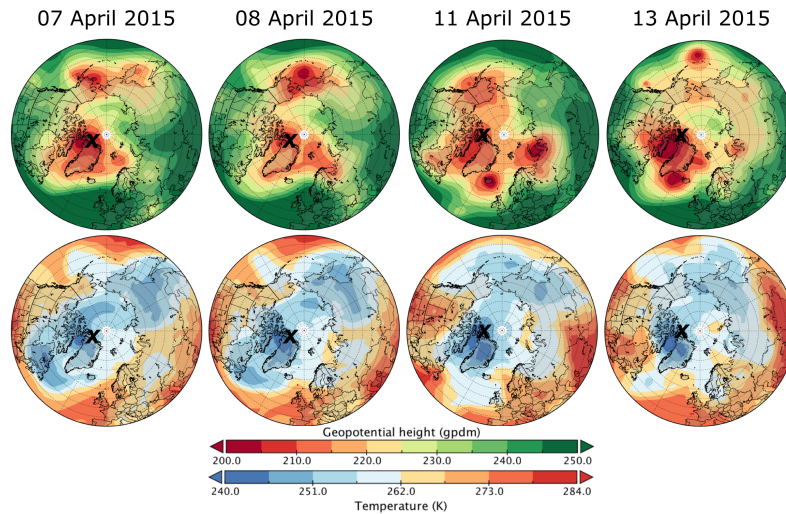 07 April 2015 08 April 2015 11 April 2015 13 April 2015
X X X X
X X X X
Geopotential height (gpdm)
200.0 210.0 220.0 230.0 240.0 250.0
240.0 251.0 262.0 273.0 284.0
Temperature (K)